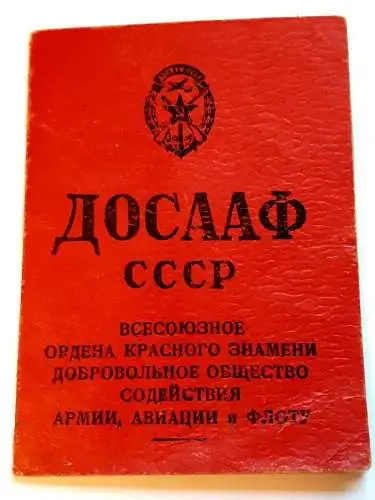 ДОСААФ
СССР
ВСЕСОЮЗНОЕ
ОРДЕНА КРАСНОГО ЗНАМЕНИ
ДОБРОВОЛЬНОЕ ОБЩЕСТВО
СОДЕЙСТВИЯ
АРМИИ, АВИАЦИИ и ФЛОТУ